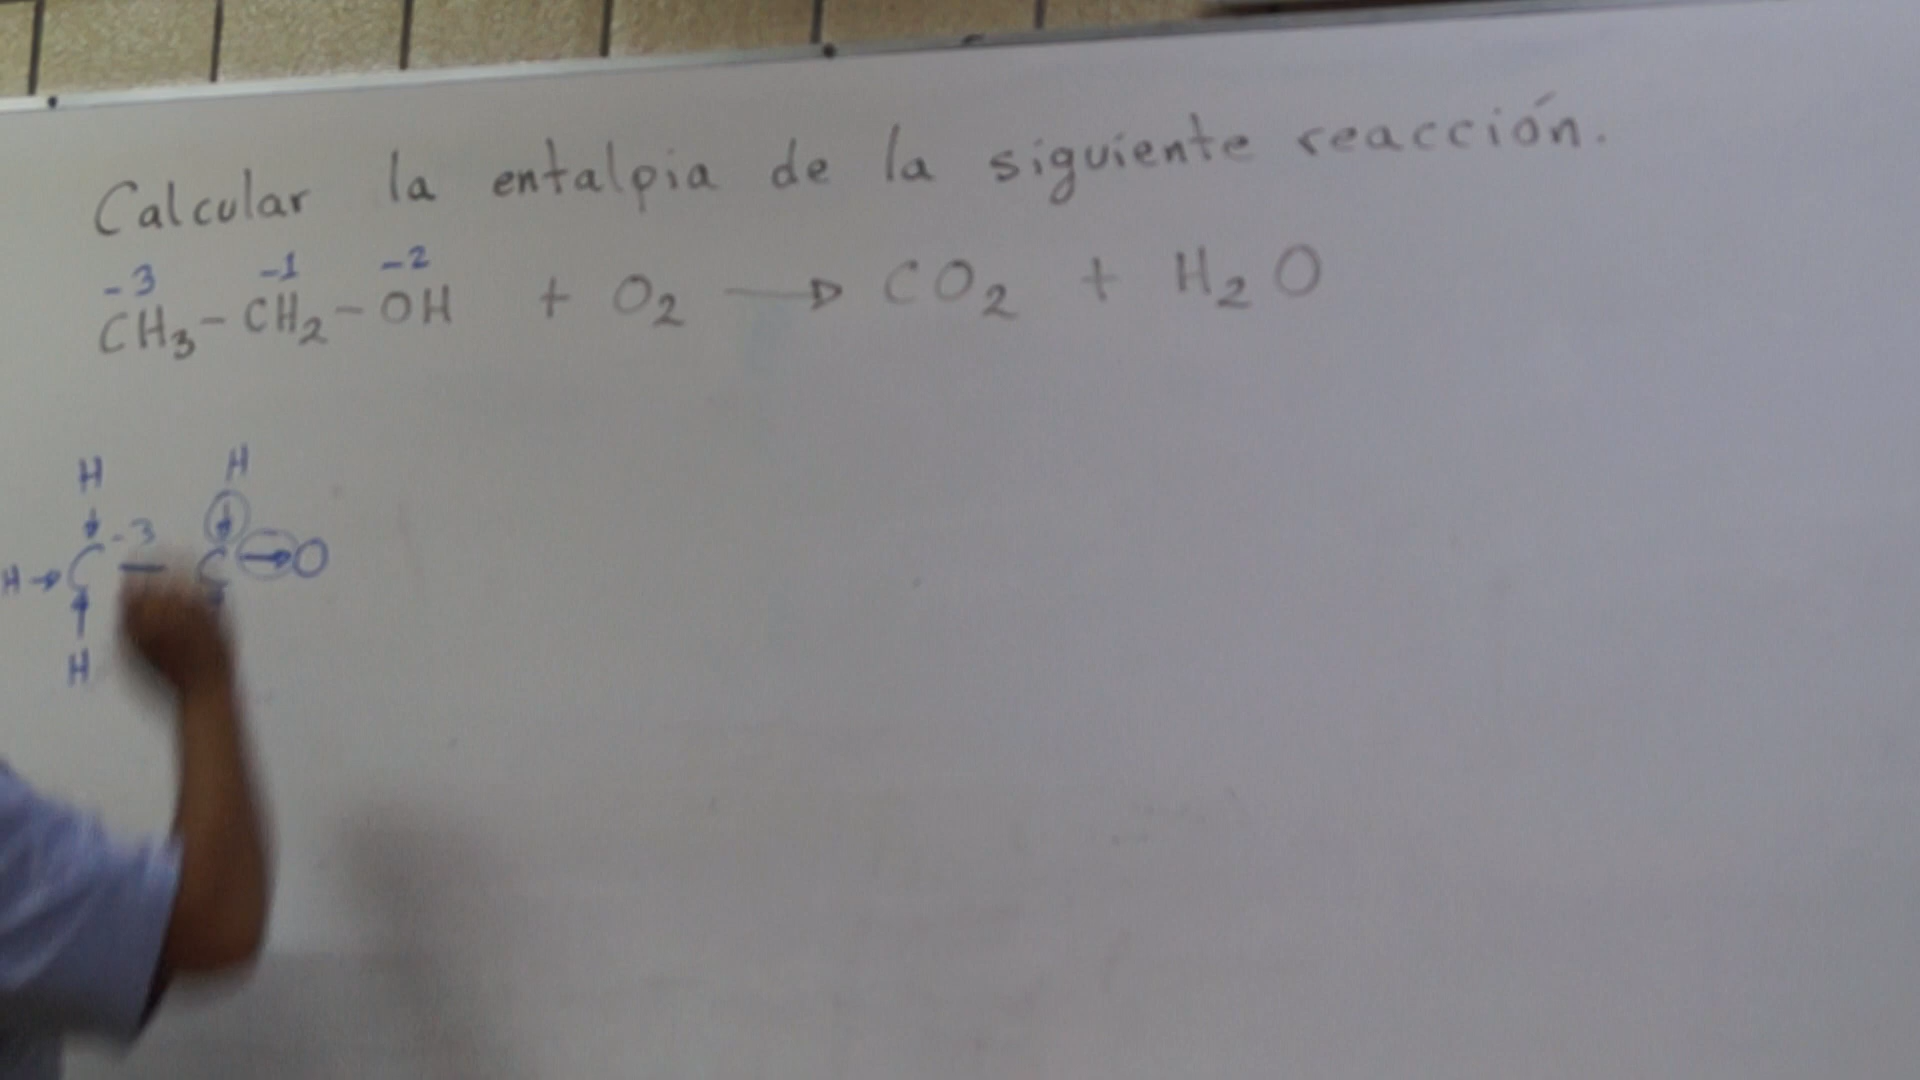 Calcular la entalpia de la siguiente reacción.
-3 -1 -2
CH₃-CH₂-OH + O₂ → CO₂ + H₂O
H H
-3
H→C—C→O
H